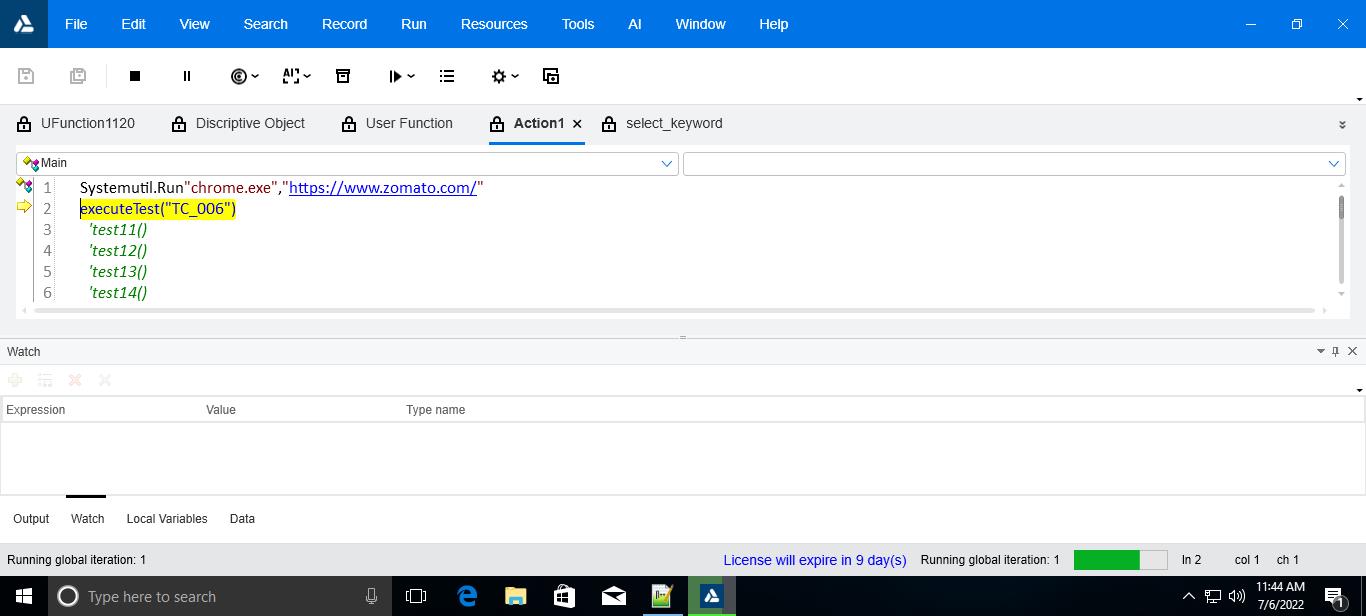 File Edit View Search Record Run Resources Tools AI Window Help
AI
UFunction1120 Discriptive Object User Function Action1 select_keyword
Main
1 Systemutil.Run"chrome.exe","https://www.zomato.com/"
2 executeTest("TC_006")
3 'test11()
4 'test12()
5 'test13()
6 'test14()
Watch
Expression Value Type name
Output Watch Local Variables Data
Running global iteration: 1 License will expire in 9 day(s) Running global iteration: 1 ln 2 col 1 ch 1
Type here to search
11:44 AM
7/6/2022
1